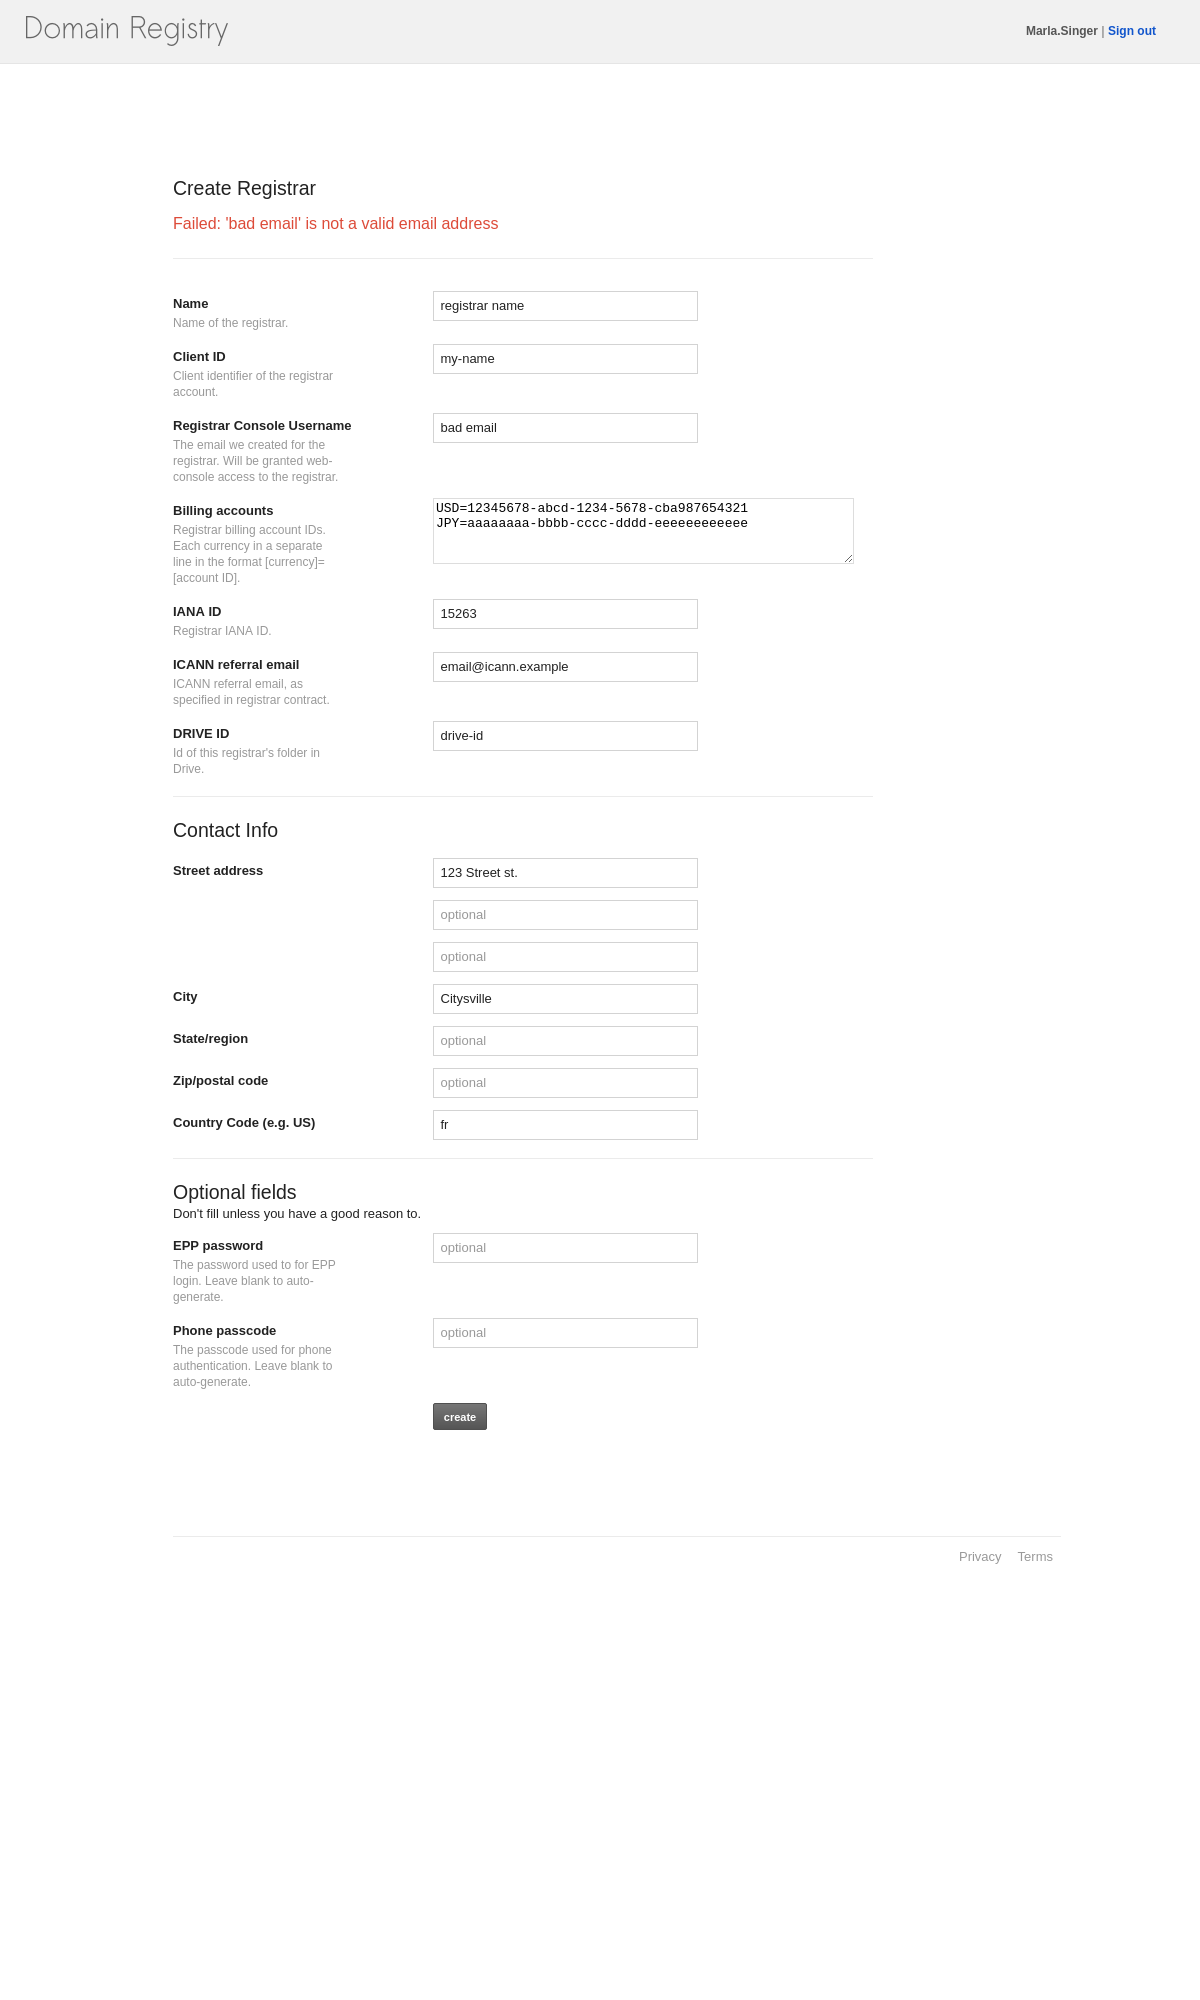 Domain Registry
Marla.Singer | Sign out
Create Registrar
Failed: 'bad email' is not a valid email address
Name
registrar name
Name of the registrar.
Client ID
my-name
Client identifier of the registrar
account.
Registrar Console Username
bad email
The email we created for the
registrar. Will be granted web-
console access to the registrar.
Billing accounts
USD=12345678-abcd-1234-5678-cba987654321
JPY=aaaaaaaa-bbbb-cccc-dddd-eeeeeeeeeeee
Registrar billing account IDs.
Each currency in a separate
line in the format [currency]=
[account ID].
IANA ID
15263
Registrar IANA ID.
ICANN referral email
email@icann.example
ICANN referral email, as
specified in registrar contract.
DRIVE ID
drive-id
Id of this registrar's folder in
Drive.
Contact Info
Street address
123 Street st.
optional
optional
City
Citysville
State/region
optional
Zip/postal code
optional
Country Code (e.g. US)
fr
Optional fields
Don't fill unless you have a good reason to.
EPP password
optional
The password used to for EPP
login. Leave blank to auto-
generate.
Phone passcode
optional
The passcode used for phone
authentication. Leave blank to
auto-generate.
create
Privacy
Terms